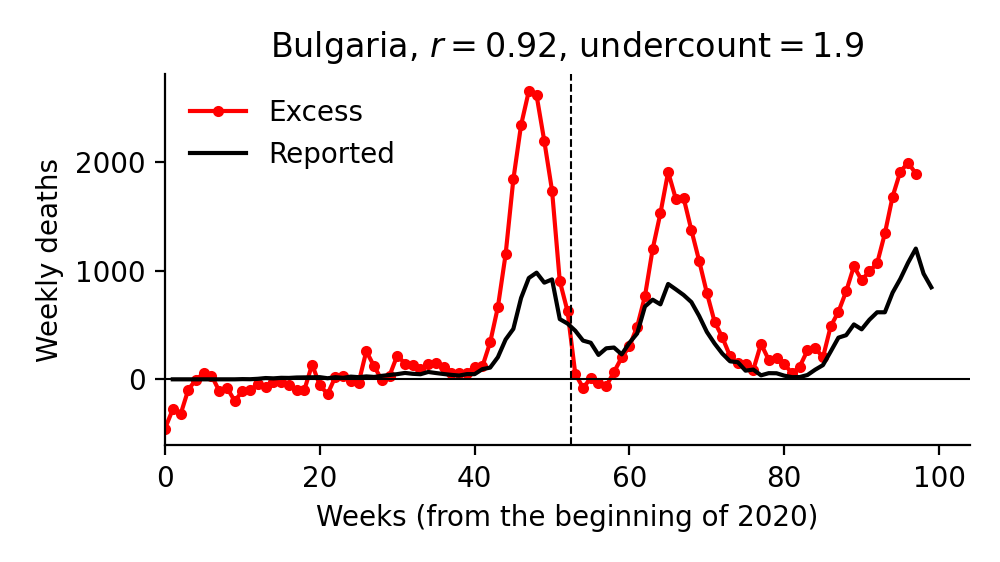 Bulgaria, r = 0.92, undercount = 1.9
Excess
Reported
Weekly deaths
2000
1000
0
0 20 40 60 80 100
Weeks (from the beginning of 2020)